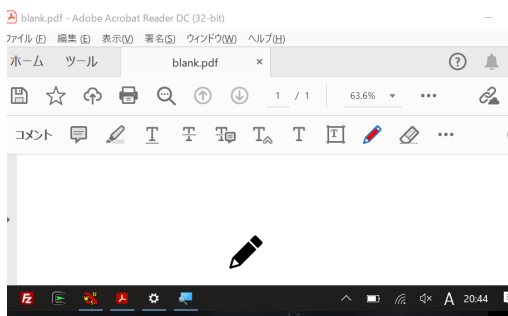 blank.pdf - Adobe Acrobat Reader DC (32-bit)
ファイル (F) 編集 (E) 表示(V) 署名(S) ウィンドウ(W) ヘルプ(H)
ホーム ツール blank.pdf ×
1 / 1 63.6%
コメント T T T T T T
Fz A 20:44